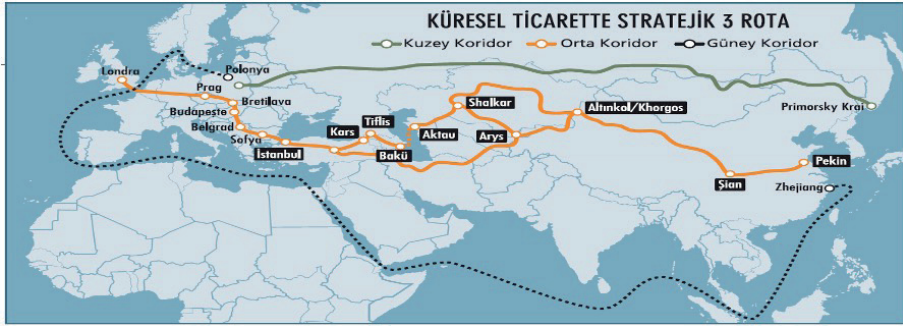 KÜRESEL TİCARETTE STRATEJİK 3 ROTA
Kuzey Koridor Orta Koridor Güney Koridor
Londra
Polonya
Prag
Bretilava
Budapeşte
Belgrad
Sofya
İstanbul
Kars
Tiflis
Bakü
Aktau
Shalkar
Arys
Altınkol/Khorgos
Primorsky Krai
Pekin
Şian
Zhejiang